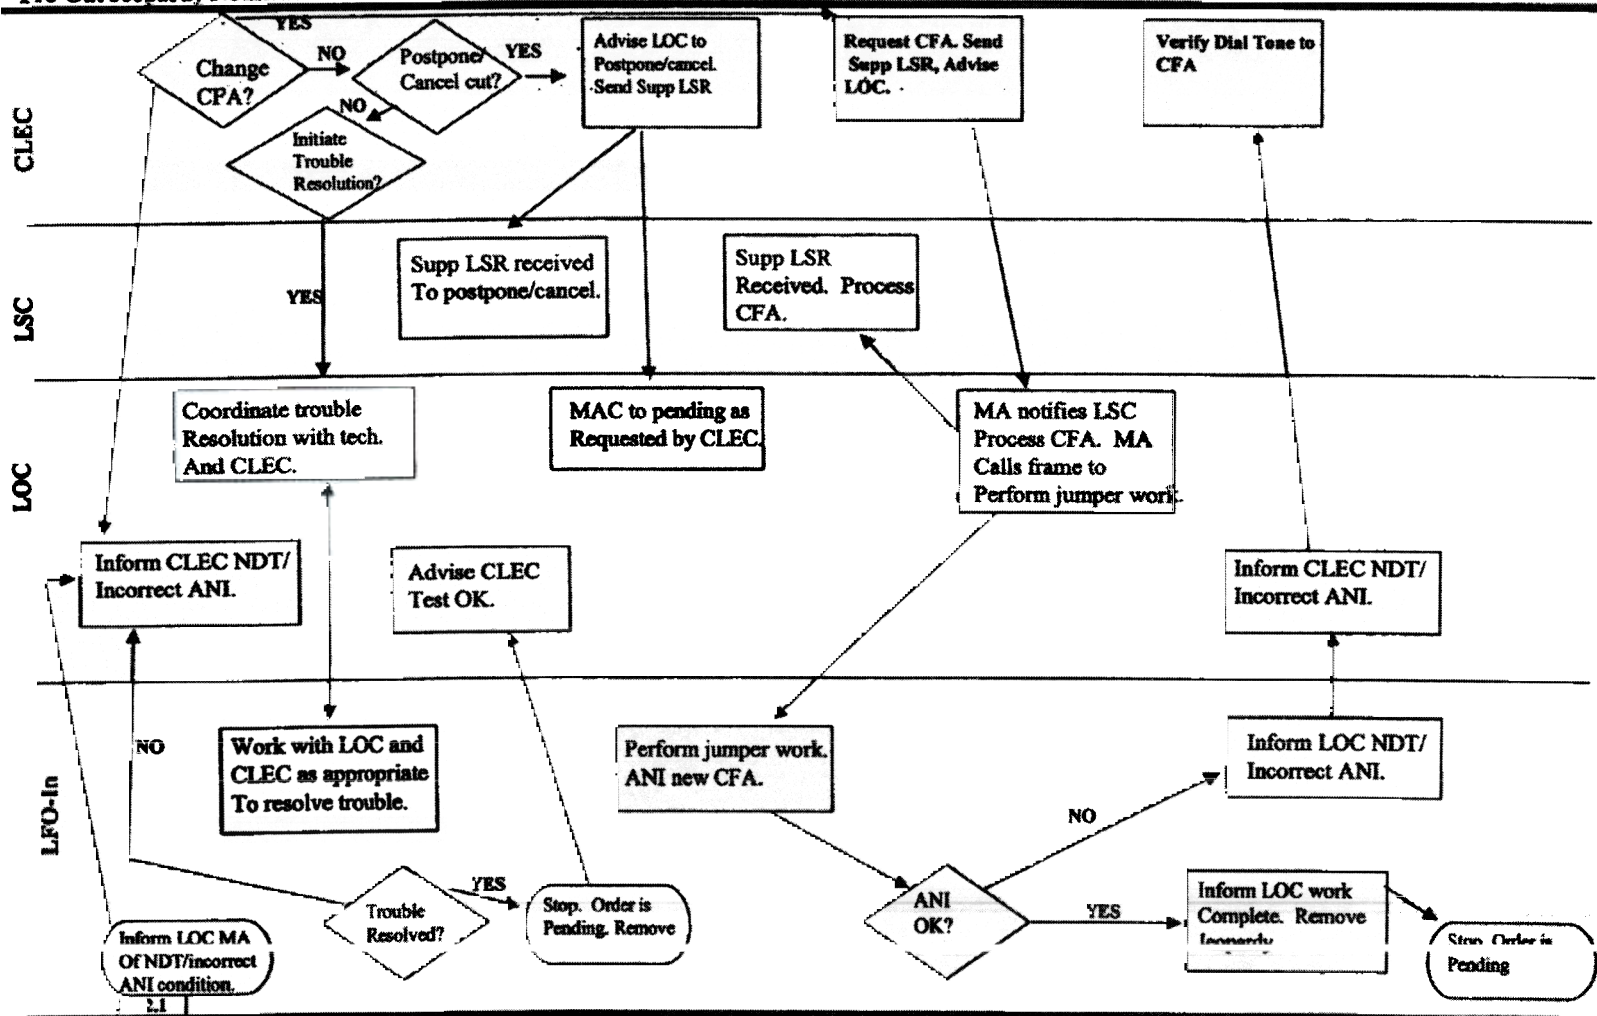 YES
Change
CFA?
NO
Postpone/
Cancel cut?
YES
Advise LOC to
Postpone/cancel.
Send Supp LSR
Request CFA. Send
Supp LSR, Advise
LOC.
Verify Dial Tone to
CFA
NO
Initiate
Trouble
Resolution?
CLEC
Supp LSR received
To postpone/cancel.
Supp LSR
Received. Process
CFA.
YES
LSC
Coordinate trouble
Resolution with tech.
And CLEC.
MAC to pending as
Requested by CLEC.
MA notifies LSC
Process CFA. MA
Calls frame to
Perform jumper work.
LOC
Inform CLEC NDT/
Incorrect ANI.
Advise CLEC
Test OK.
Inform CLEC NDT/
Incorrect ANI.
NO
Work with LOC and
CLEC as appropriate
To resolve trouble.
Perform jumper work.
ANI new CFA.
Inform LOC NDT/
Incorrect ANI.
LFO-In
NO
Trouble
Resolved?
YES
Stop. Order is
Pending. Remove
ANI
OK?
YES
Inform LOC work
Complete. Remove
Jeopardy
Stop. Order is
Pending
Inform LOC MA
Of NDT/incorrect
ANI condition.
2.1